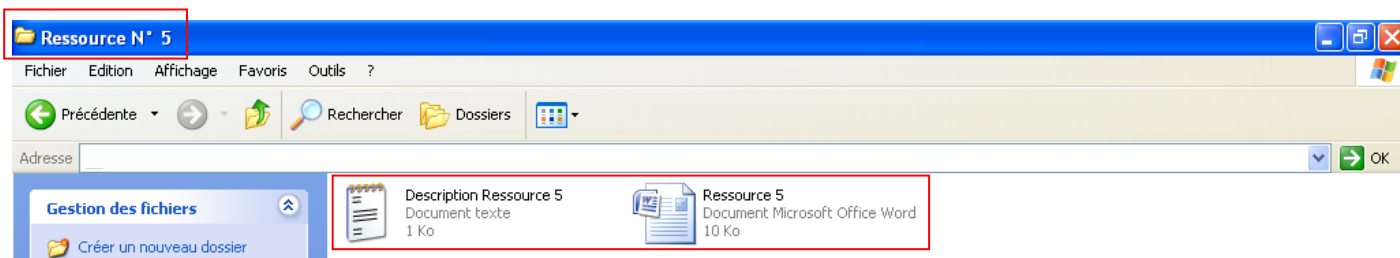 Ressource N° 5
Fichier Edition Affichage Favoris Outils ?
Précédente Rechercher Dossiers
Adresse OK
Gestion des fichiers
Créer un nouveau dossier
Description Ressource 5
Document texte
1 Ko
Ressource 5
Document Microsoft Office Word
10 Ko